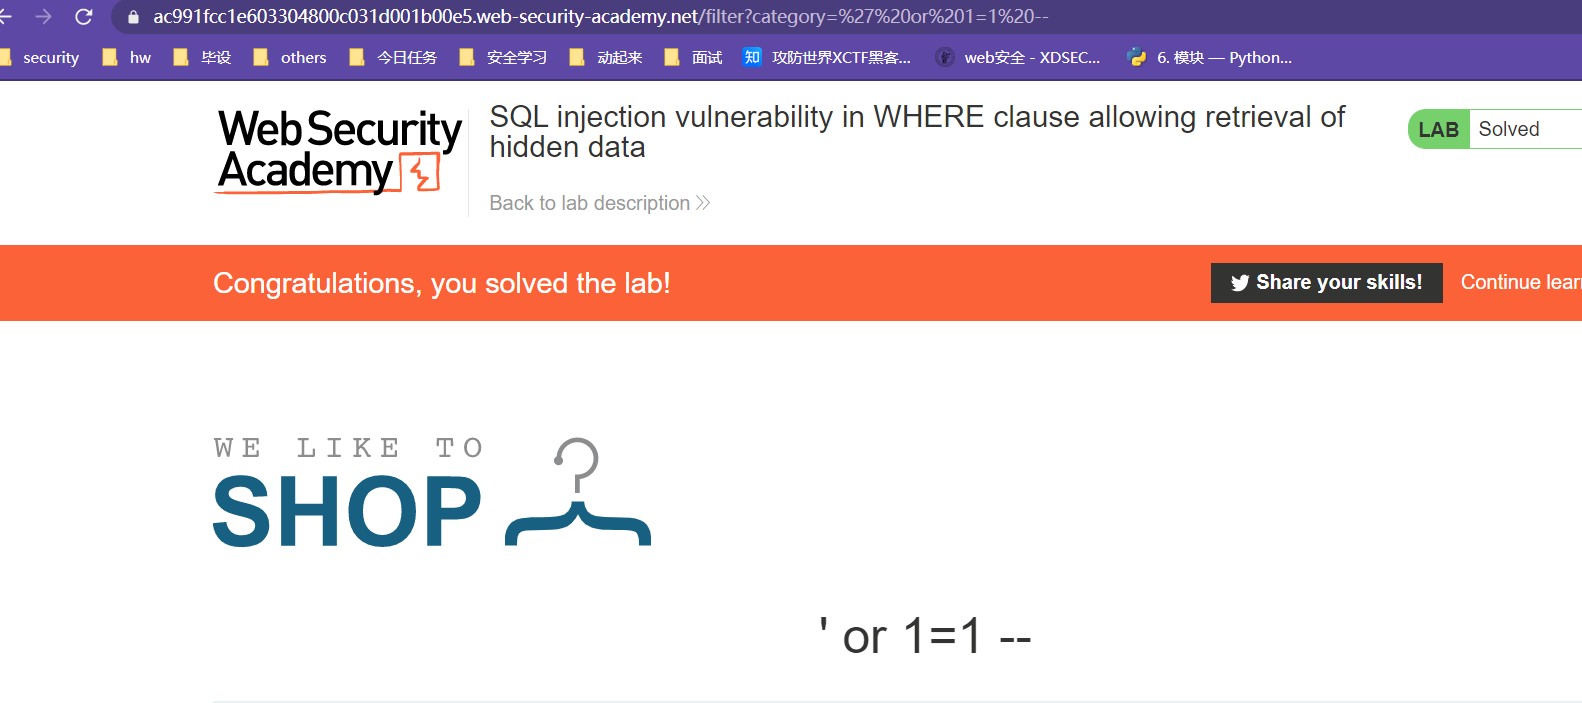 ac991fcc1e603304800c031d001b00e5.web-security-academy.net/filter?category=%27%20or%201=1%20--
security hw 毕设 others 今日任务 安全学习 动起来 面试 知 攻防世界XCTF黑客... web安全 - XDSEC... 6. 模块 — Python...
Web Security
Academy
SQL injection vulnerability in WHERE clause allowing retrieval of
hidden data
LAB Solved
Back to lab description
Congratulations, you solved the lab!
Share your skills!
Continue lear
WE LIKE TO
SHOP
' or 1=1 --